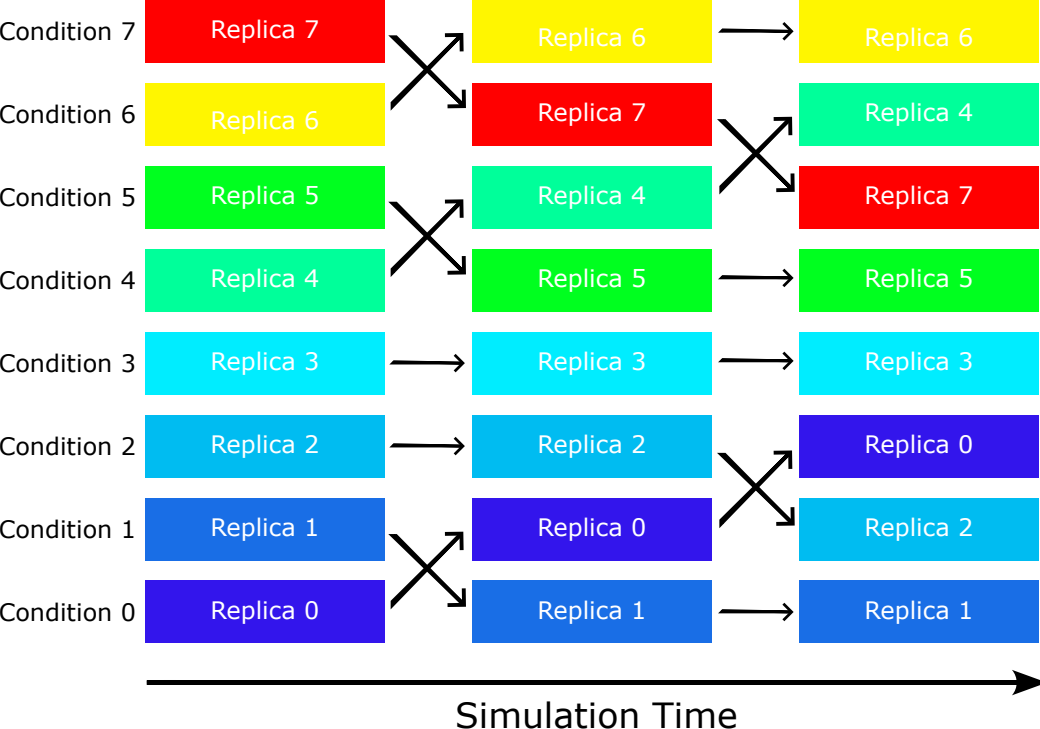 Condition 7 Replica 7 Replica 6 Replica 6
Condition 6 Replica 6 Replica 7 Replica 4
Condition 5 Replica 5 Replica 4 Replica 7
Condition 4 Replica 4 Replica 5 Replica 5
Condition 3 Replica 3 Replica 3 Replica 3
Condition 2 Replica 2 Replica 2 Replica 0
Condition 1 Replica 1 Replica 0 Replica 2
Condition 0 Replica 0 Replica 1 Replica 1
Simulation Time